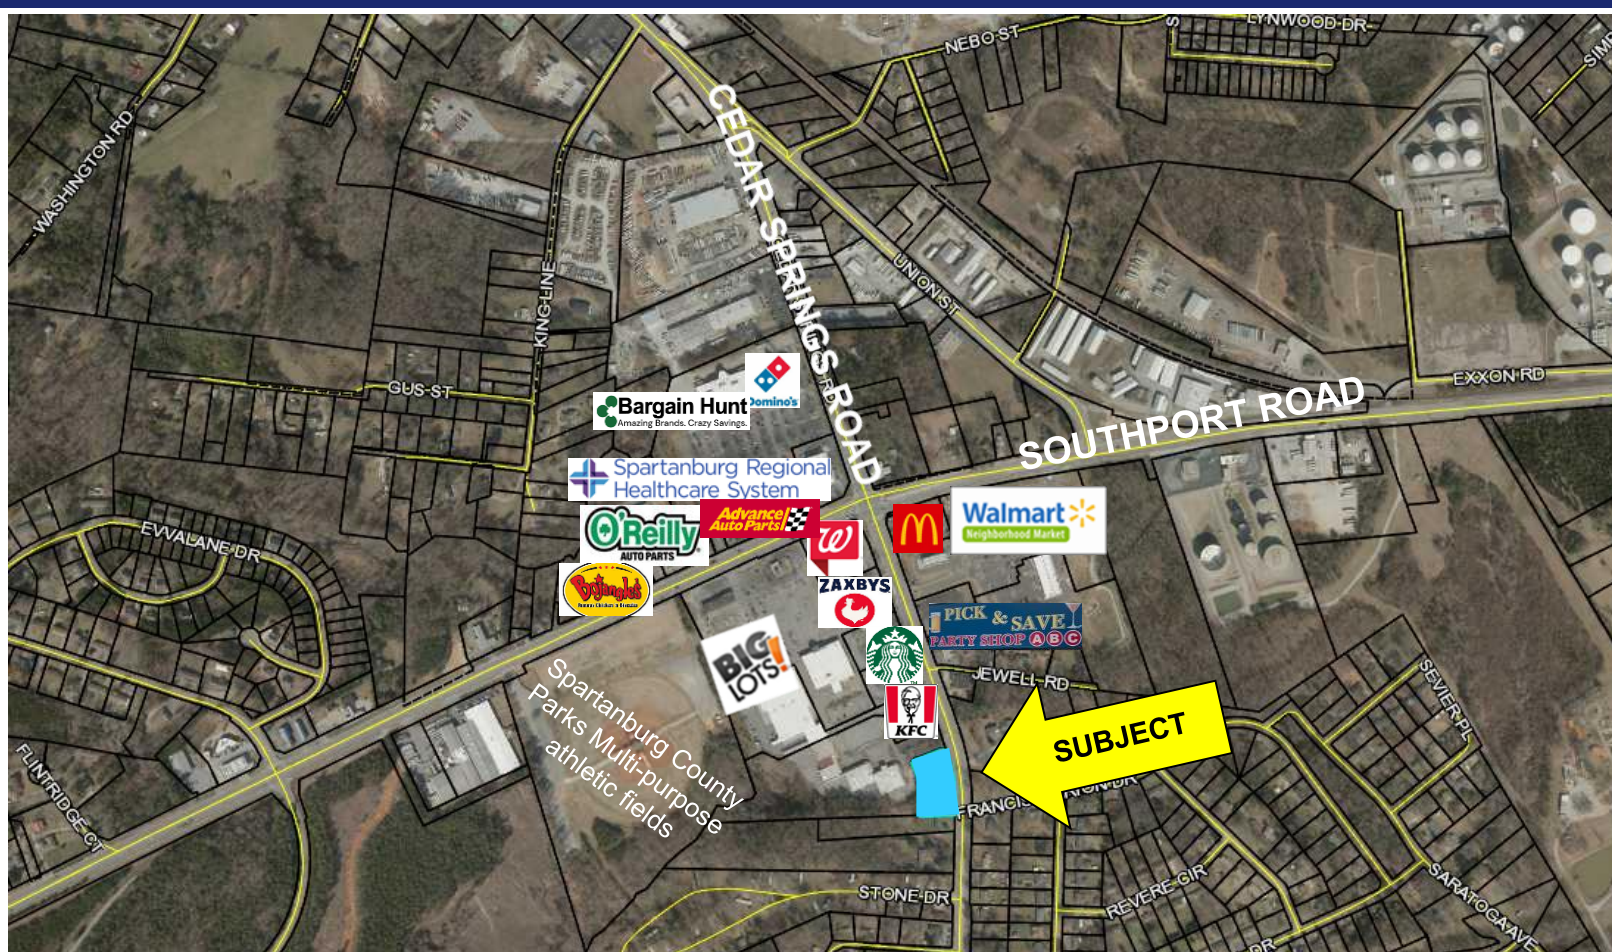 NEBO ST
LYNWOOD DR
WASHINGTON RD
CEDAR SPRINGS ROAD
KING LINE
UNION ST
RD
Domino's
Bargain Hunt
Amazing Brands. Crazy Savings.
GUS ST
EXXON RD
SOUTHPORT ROAD
Spartanburg Regional
Healthcare System
Advance
Auto Parts
O'Reilly
AUTO PARTS
Walmart
Neighborhood Market
EVVALANE DR
Bojangles
ZAXBYS
PICK & SAVE
PARTY SHOP ABC
BIG
LOTS!
JEWELL RD
SEVIER PL
KFC
SUBJECT
Spartanburg County
Parks Multi-purpose
athletic fields
FLINTRIDGE CT
STONE DR
REVERE CIR
SARATOGA AVE
DR